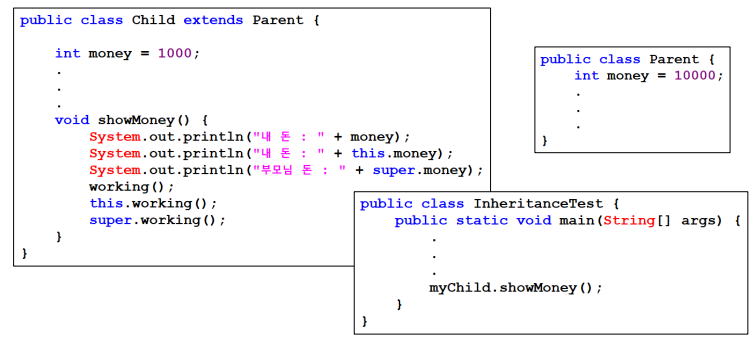 public class Child extends Parent {
int money = 1000;
.
.
.
void showMoney() {
System.out.println("내 돈 : " + money);
System.out.println("내 돈 : " + this.money);
System.out.println("부모님 돈 : " + super.money);
working();
this.working();
super.working();
}
}
public class Parent {
int money = 10000;
.
.
.
}
public class InheritanceTest {
public static void main(String[] args) {
.
.
.
myChild.showMoney();
}
}